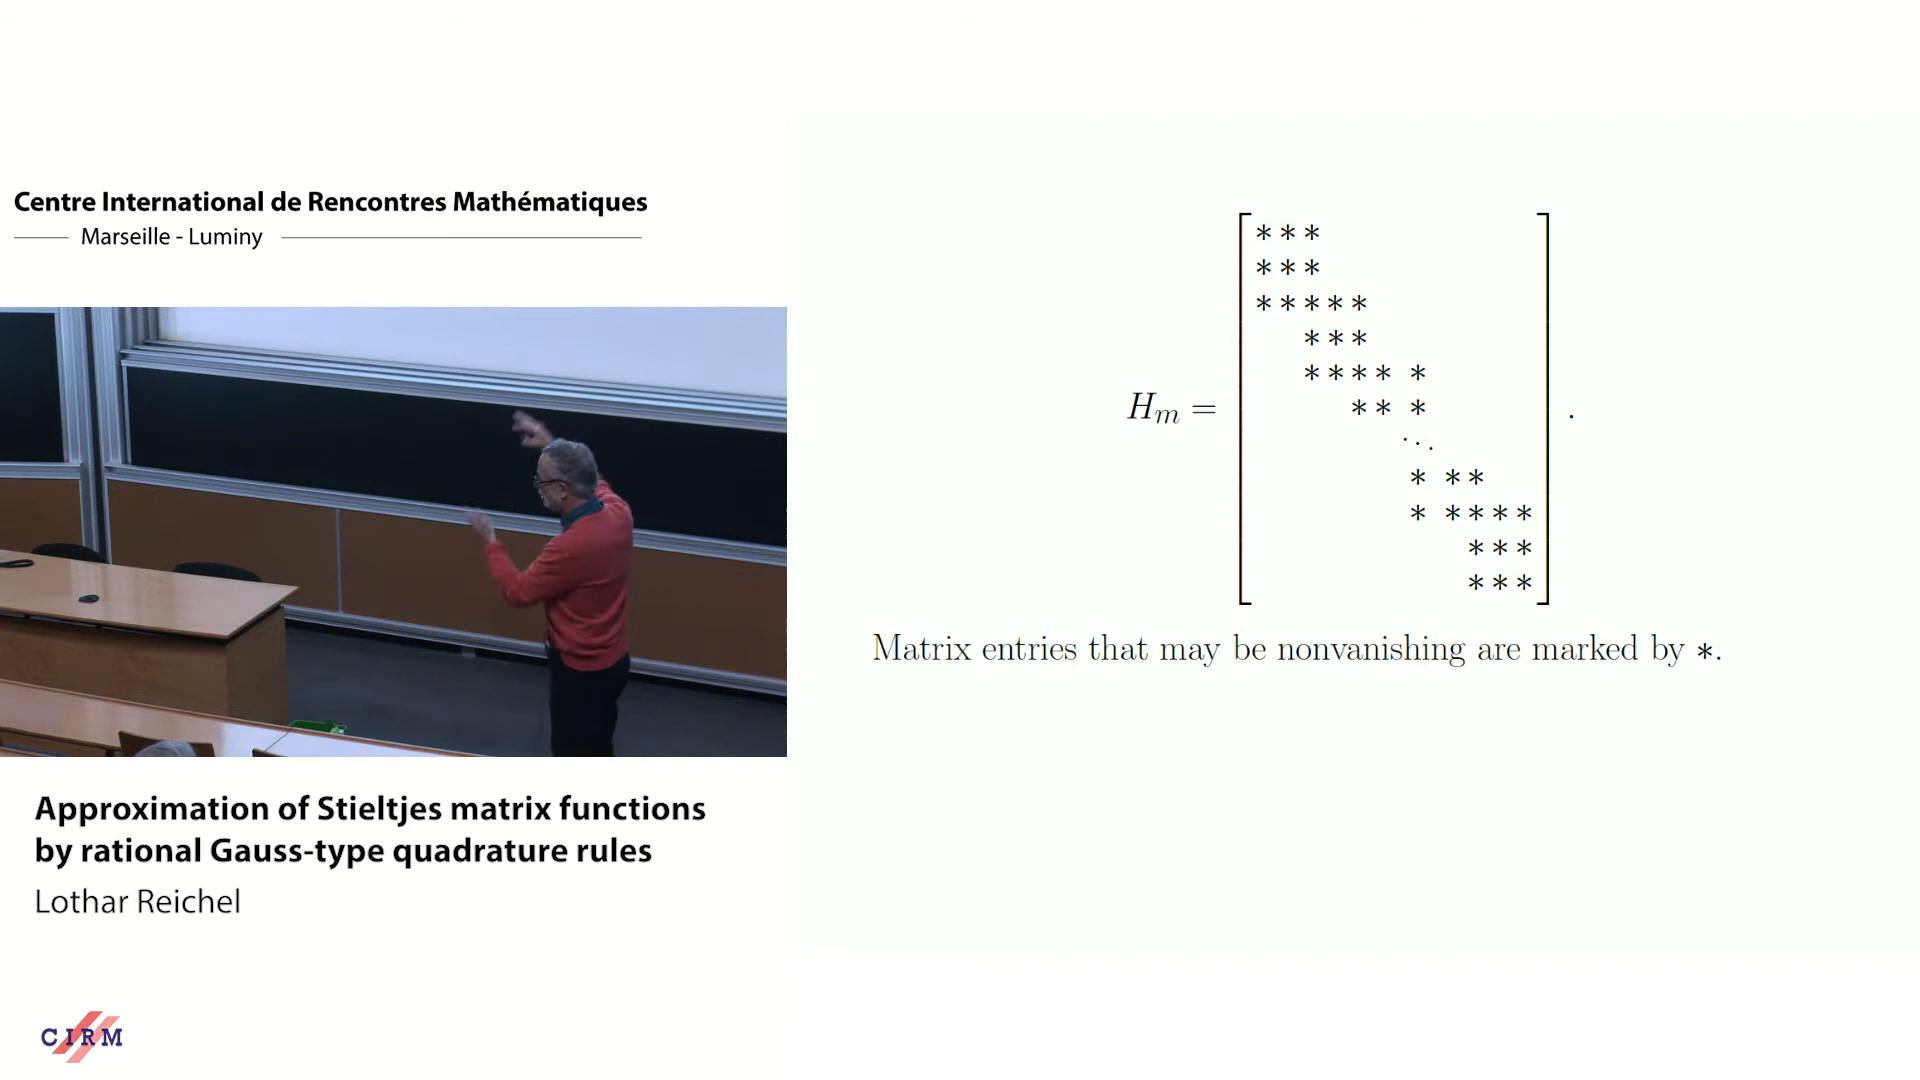 Centre International de Rencontres Mathématiques
Marseille - Luminy
* * *
* * *
* * * * *
* * *
* * * * *
* * *
H_m =
⋱
.
* * *
* * * * *
* * *
* * *
Matrix entries that may be nonvanishing are marked by *.
Approximation of Stieltjes matrix functions
by rational Gauss-type quadrature rules
Lothar Reichel
CIRM